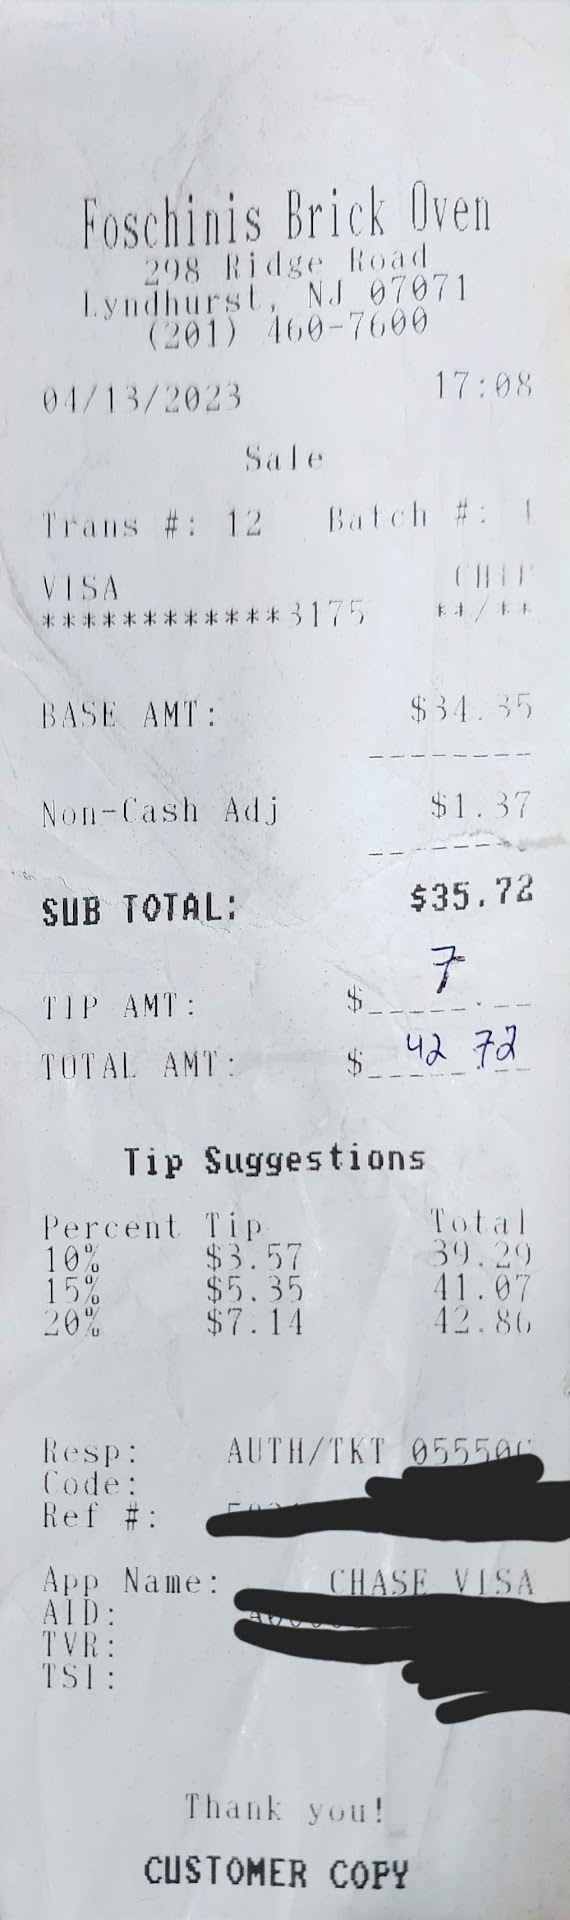 Foschinis Brick Oven
298 Ridge Road
Lyndhurst, NJ 07071
(201) 460-7600
04/13/2023 17:08
Sale
Trans #: 12 Batch #: 1
VISA CHIP
************3175 **/**
BASE AMT: $34.35
--------
Non-Cash Adj $1.37
--------
SUB TOTAL: $35.72
TIP AMT: $ 7
TOTAL AMT: $ 42 72
Tip Suggestions
Percent Tip Total
10% $3.57 39.29
15% $5.35 41.07
20% $7.14 42.86
Resp: AUTH/TKT 05550
Code:
Ref #:
App Name: CHASE VISA
AID:
TVR:
TSI:
Thank you!
CUSTOMER COPY